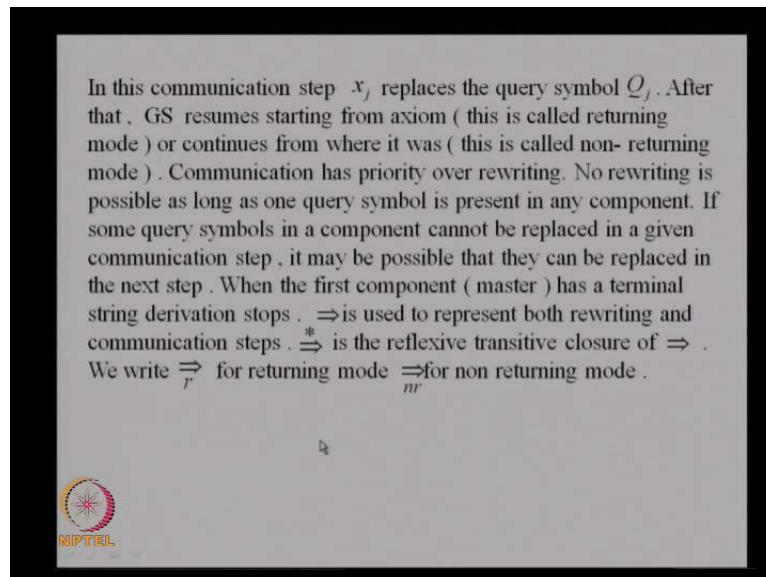 In this communication step x_j replaces the query symbol Q_j . After
that , GS resumes starting from axiom ( this is called returning
mode ) or continues from where it was ( this is called non- returning
mode ) . Communication has priority over rewriting. No rewriting is
possible as long as one query symbol is present in any component. If
some query symbols in a component cannot be replaced in a given
communication step , it may be possible that they can be replaced in
the next step . When the first component ( master ) has a terminal
string derivation stops . ⇒ is used to represent both rewriting and
communication steps . ⇒* is the reflexive transitive closure of ⇒ .
We write ⇒_r for returning mode ⇒_nr for non returning mode .
NPTEL